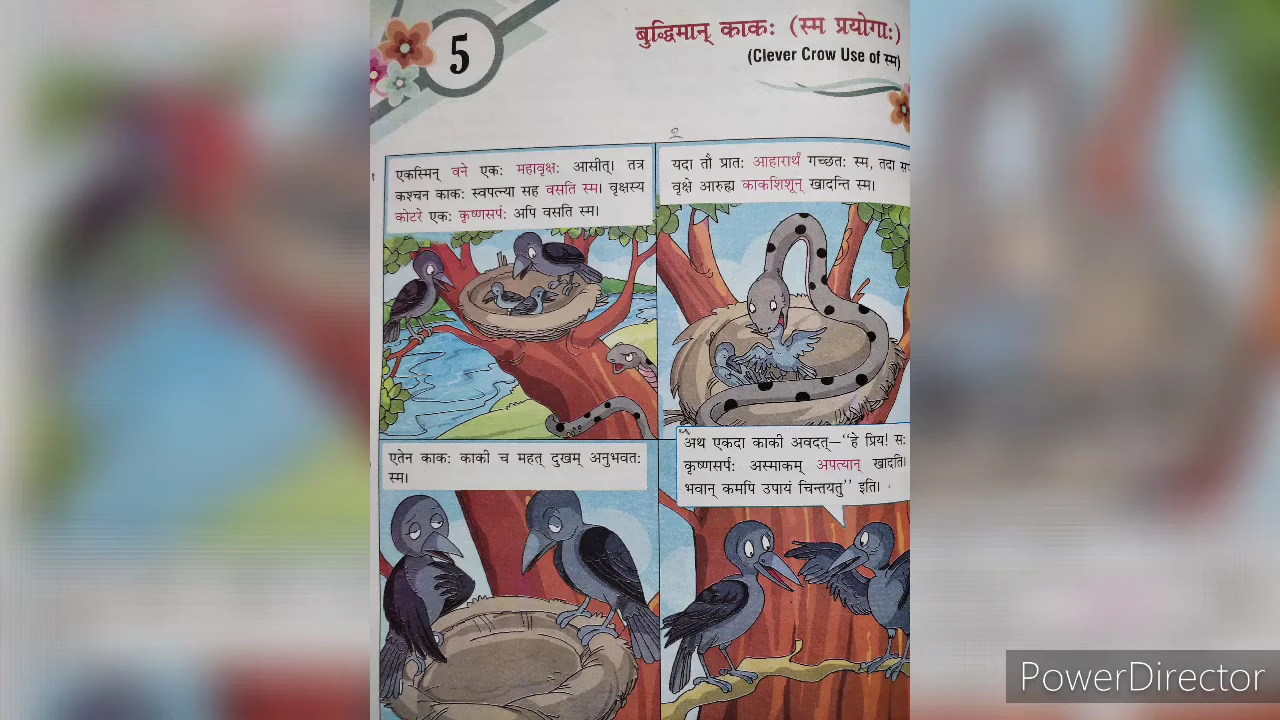 5
बुद्धिमान् काकः (स्म प्रयोगाः)
(Clever Crow Use of स्म)
एकस्मिन् वने एकः महावृक्षः आसीत्। तत्र
कश्चन काकः स्वपत्न्या सह वसति स्म। वृक्षस्य
कोटरे एकः कृष्णसर्पः अपि वसति स्म।
२
यदा तौ प्रातः आहारार्थं गच्छतः स्म, तदा
वृक्षे आरुह्य काकशिशून् खादन्ति स्म।
एतेन काकः काकी च महत् दुखम् अनुभवतः
स्म।
अथ एकदा काकी अवदत्–“हे प्रिय! सः
कृष्णसर्पः अस्माकम् अपत्यान् खादति।
भवान् कमपि उपायं चिन्तयतु” इति।
PowerDirector